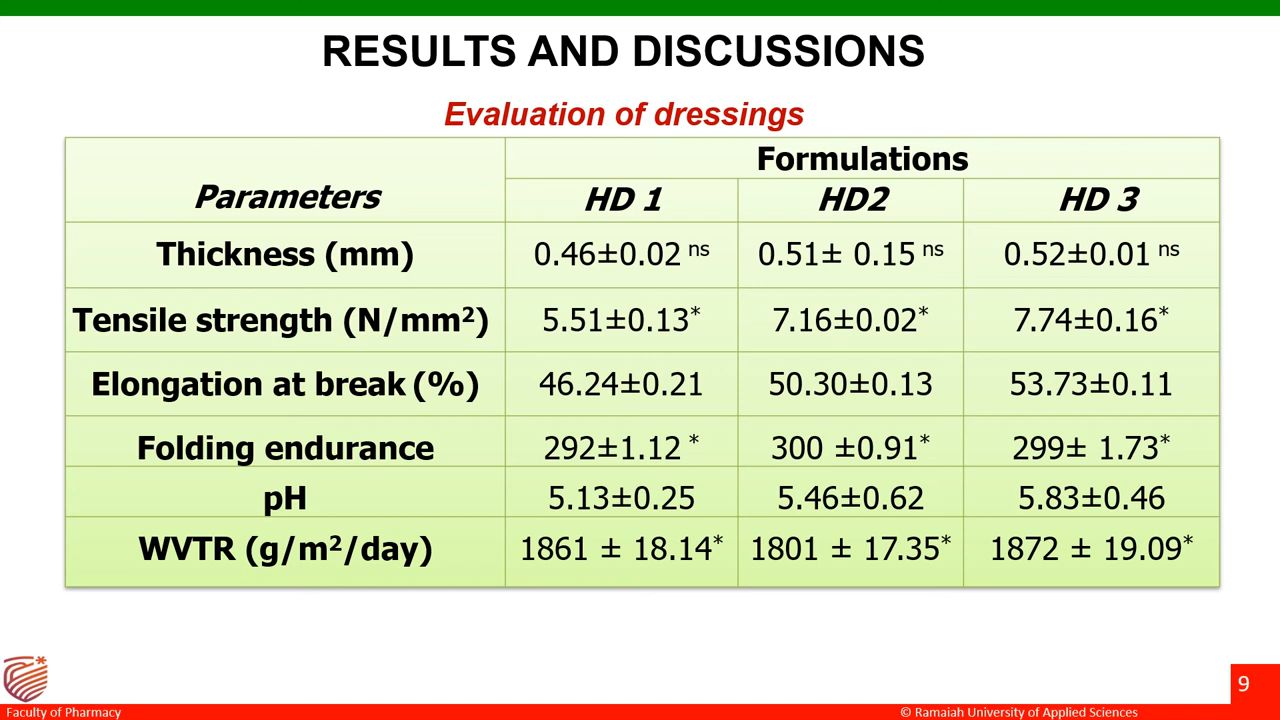 RESULTS AND DISCUSSIONS
Evaluation of dressings
Parameters Formulations
HD 1 HD2 HD 3
Thickness (mm) 0.46±0.02 ns 0.51± 0.15 ns 0.52±0.01 ns
Tensile strength (N/mm²) 5.51±0.13* 7.16±0.02* 7.74±0.16*
Elongation at break (%) 46.24±0.21 50.30±0.13 53.73±0.11
Folding endurance 292±1.12 * 300 ±0.91* 299± 1.73*
pH 5.13±0.25 5.46±0.62 5.83±0.46
WVTR (g/m²/day) 1861 ± 18.14* 1801 ± 17.35* 1872 ± 19.09*
9
Faculty of Pharmacy © Ramaiah University of Applied Sciences